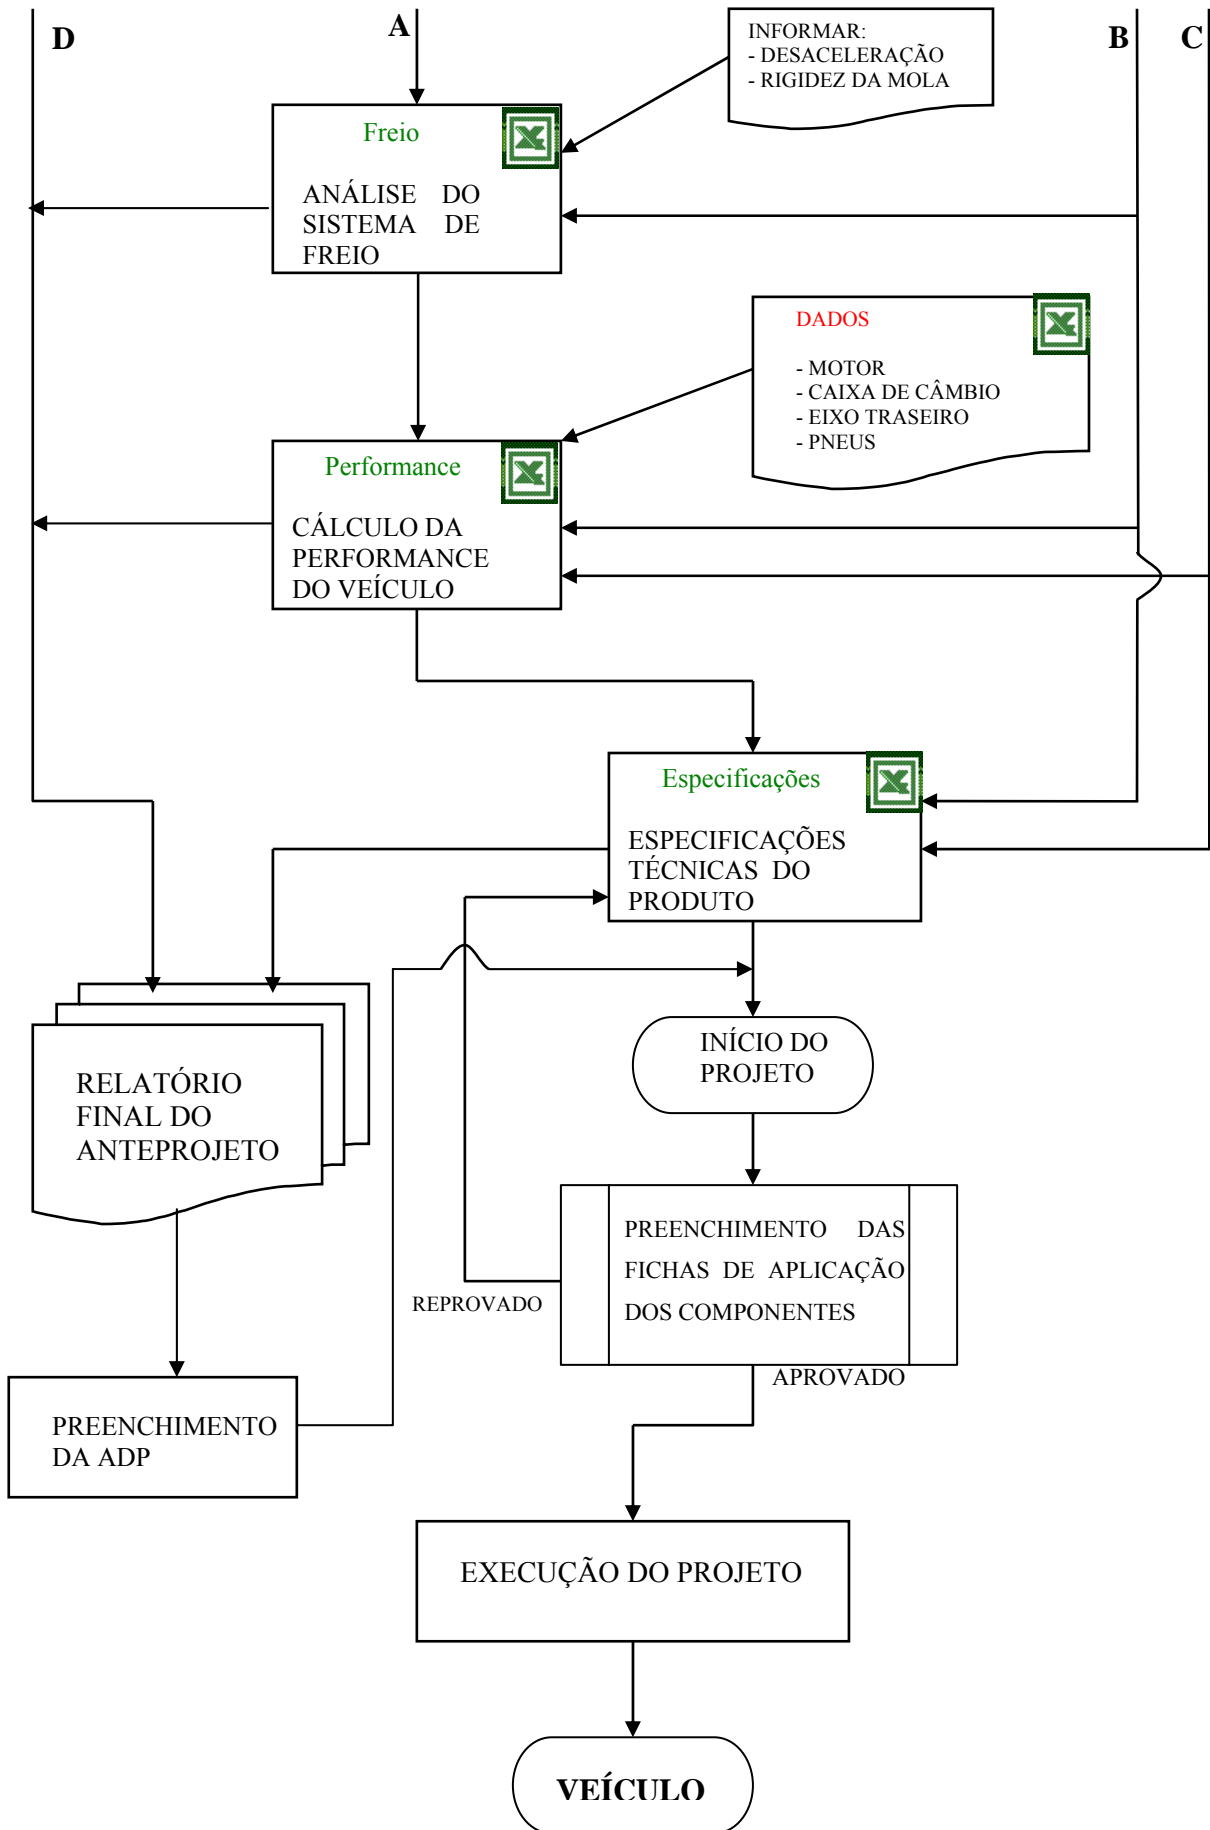 D
A
INFORMAR:
- DESACELERAÇÃO
- RIGIDEZ DA MOLA
B
C
Freio
ANÁLISE DO
SISTEMA DE
FREIO
DADOS
- MOTOR
- CAIXA DE CÂMBIO
- EIXO TRASEIRO
- PNEUS
Performance
CÁLCULO DA
PERFORMANCE
DO VEÍCULO
Especificações
ESPECIFICAÇÕES
TÉCNICAS DO
PRODUTO
INÍCIO DO
PROJETO
RELATÓRIO
FINAL DO
ANTEPROJETO
PREENCHIMENTO DAS
FICHAS DE APLICAÇÃO
DOS COMPONENTES
REPROVADO
APROVADO
PREENCHIMENTO
DA ADP
EXECUÇÃO DO PROJETO
VEÍCULO